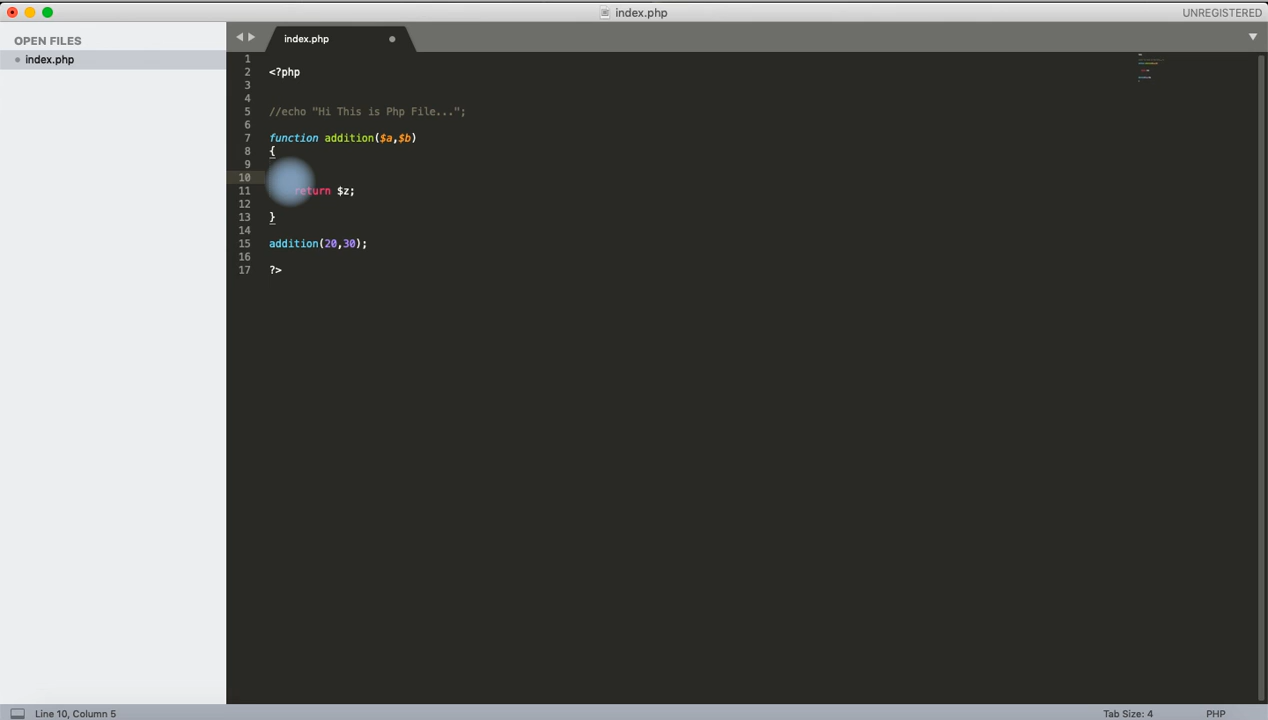 index.php
UNREGISTERED
OPEN FILES
index.php
index.php
1
2 <?php
3
4
5 //echo "Hi This is Php File...";
6
7 function addition($a,$b)
8 {
9
10
11 return $z;
12
13 }
14
15 addition(20,30);
16
17 ?>
Line 10, Column 5
Tab Size: 4
PHP